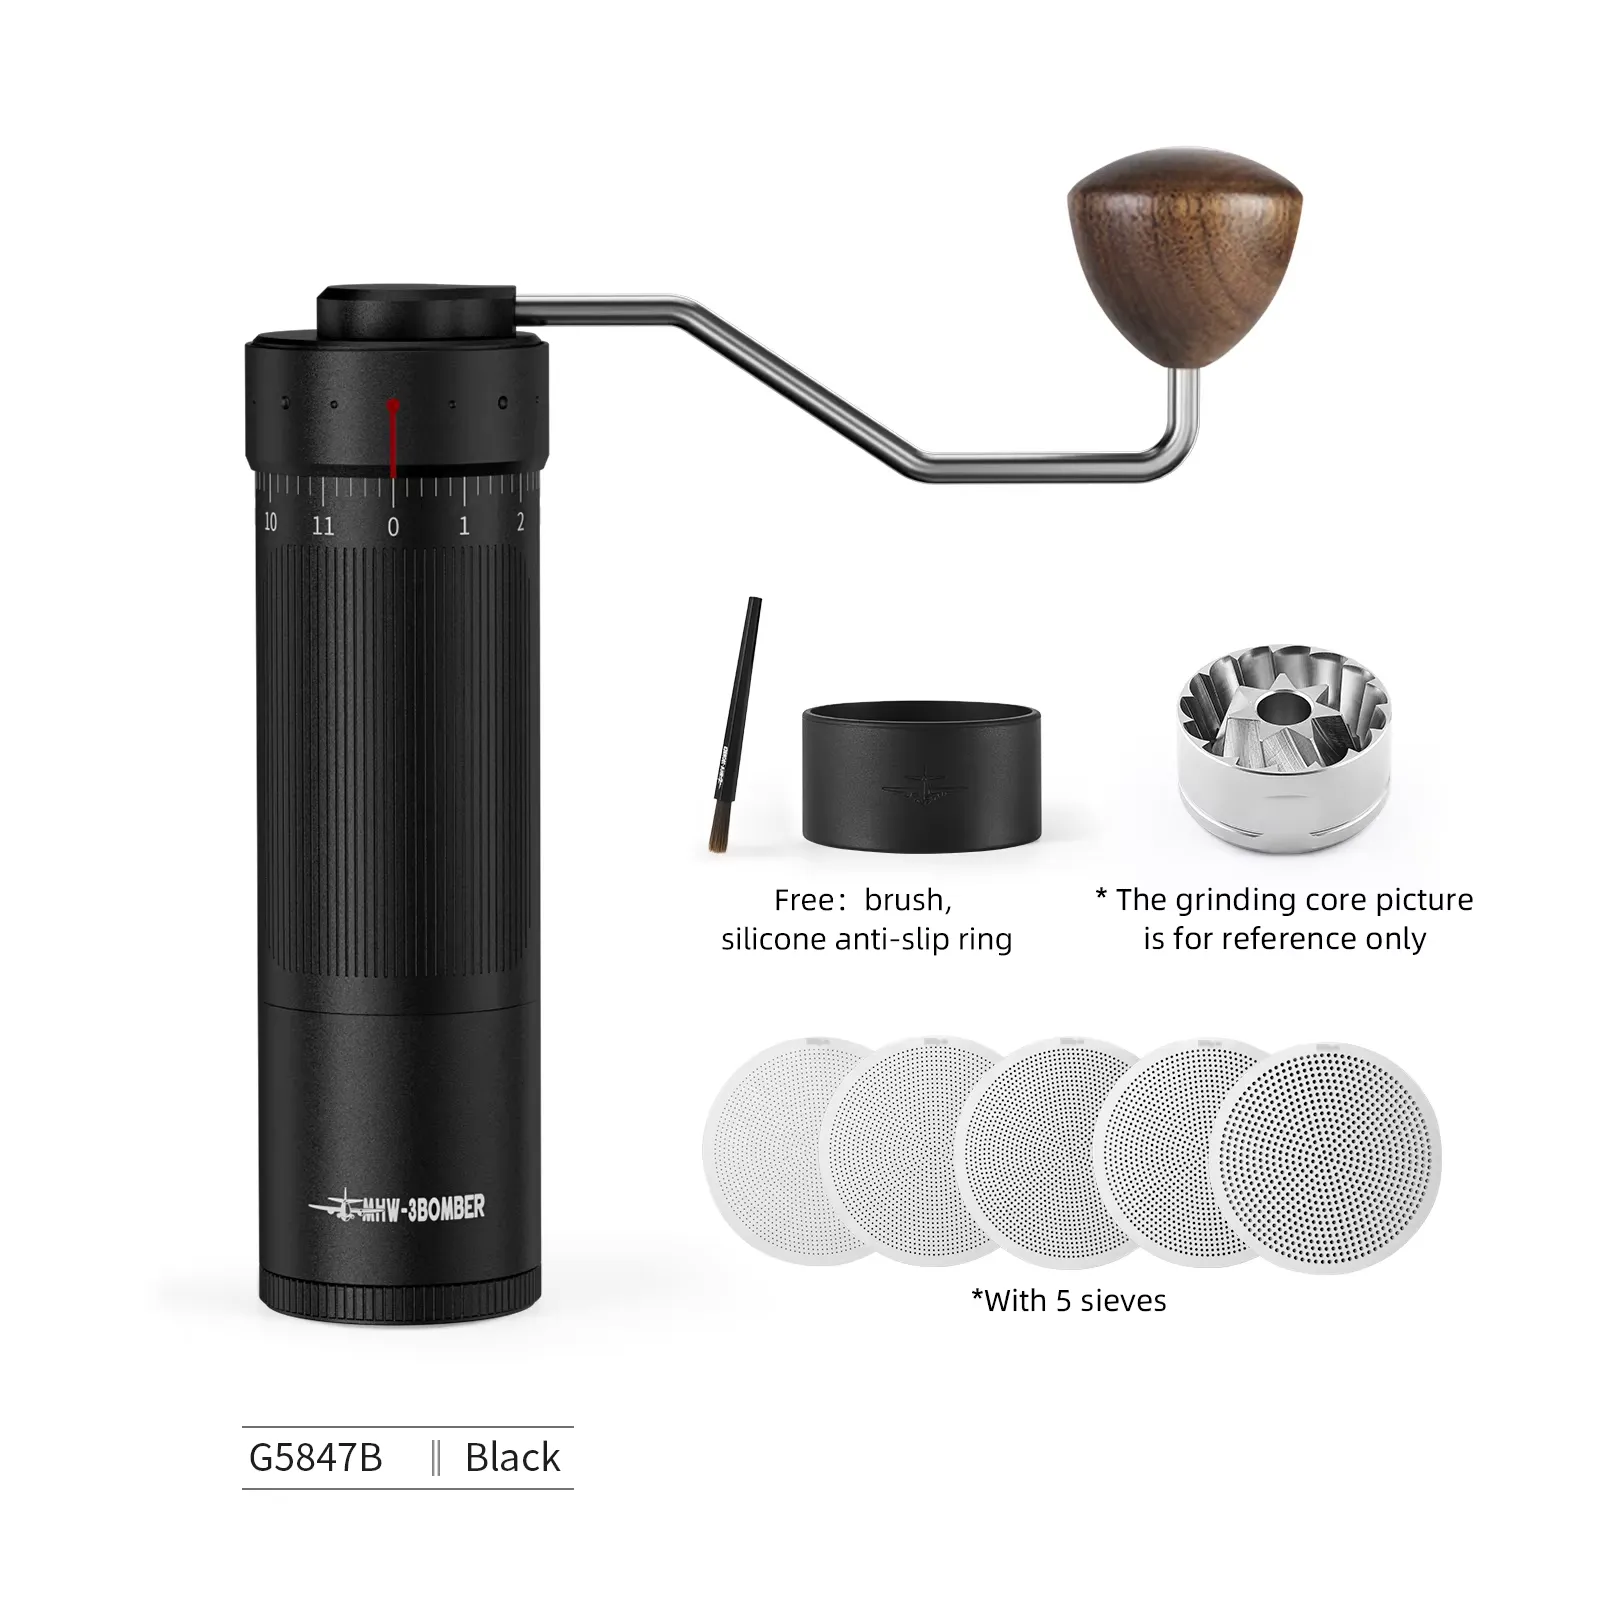 10 11 0 1 2
MHW-3BOMBER
Free: brush,
silicone anti-slip ring
* The grinding core picture
is for reference only
*With 5 sieves
G5847B || Black